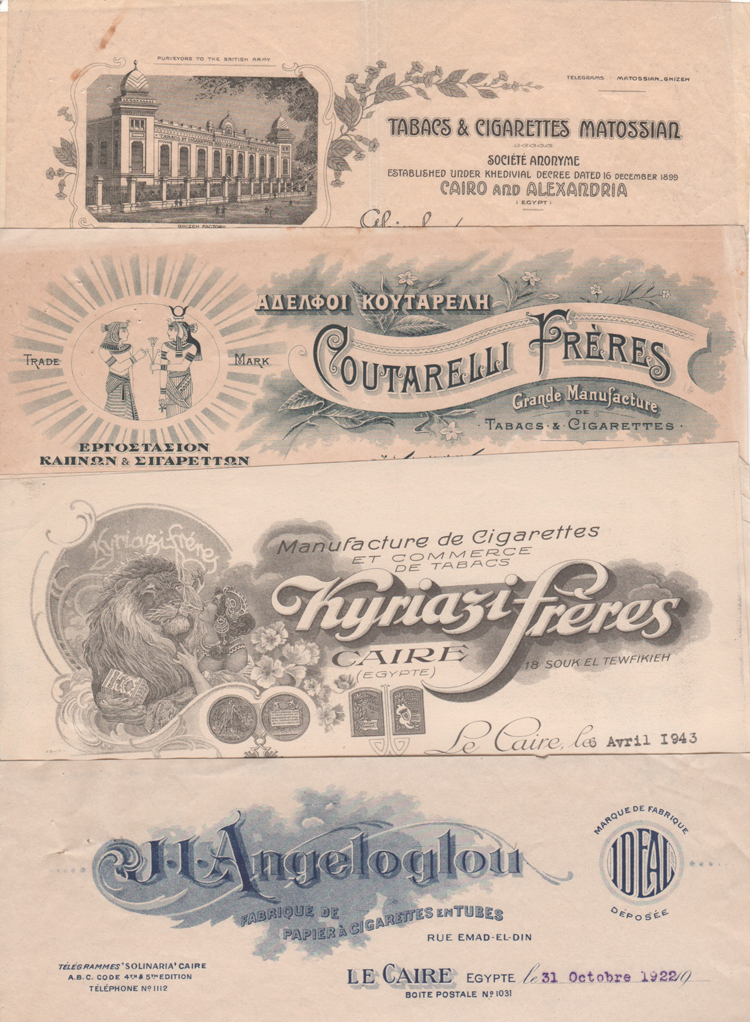 PURVEYORS TO THE BRITISH ARMY
TELEGRAMS : MATOSSIAN_GHIZEH
TABACS & CIGARETTES MATOSSIAN
SOCIÉTÉ ANONYME
ESTABLISHED UNDER KHEDIVIAL DECREE DATED 16 DECEMBER 1899
CAIRO AND ALEXANDRIA
(EGYPT)
GHIZEH FACTORY
ΑΔΕΛΦΟΙ ΚΟΥΤΑΡΕΛΗ
COUTARELLI FRÈRES
TRADE MARK
Grande Manufacture
DE
TABACS & CIGARETTES
ΕΡΓΟΣΤΑΣΙΟΝ
ΚΑΠΝΩΝ & ΣΙΓΑΡΕΤΤΩΝ
Kyriazi frères
Manufacture de Cigarettes
ET COMMERCE
DE TABACS
Kyriazi frères
CAIRE
(EGYPTE)
18 SOUK EL TEWFIKIEH
Le Caire, le 6 Avril 1943
J.L. Angeloglou
FABRIQUE DE
PAPIER À CIGARETTES EN TUBES
RUE EMAD-EL-DIN
MARQUE DE FABRIQUE
IDEAL
DÉPOSÉE
TÉLÉGRAMMES "SOLINARIA" CAIRE
A.B.C. CODE 4TH & 5TH EDITION
TÉLÉPHONE Nº 1112
LE CAIRE EGYPTE le 31 Octobre 1922 19
BOITE POSTALE Nº 1031